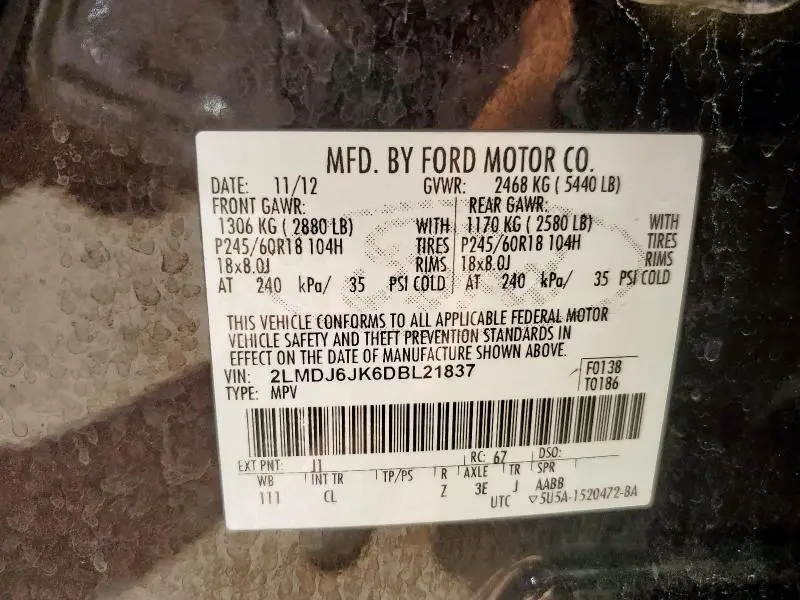 MFD. BY FORD MOTOR CO.
DATE: 11/12 GVWR: 2468 KG ( 5440 LB)
FRONT GAWR: REAR GAWR:
1306 KG ( 2880 LB) WITH 1170 KG ( 2580 LB) WITH
P245/60R18 104H TIRES P245/60R18 104H TIRES
18x8.0J RIMS 18x8.0J RIMS
AT 240 kPa/ 35 PSI COLD AT 240 kPa/ 35 PSI COLD
THIS VEHICLE CONFORMS TO ALL APPLICABLE FEDERAL MOTOR
VEHICLE SAFETY AND THEFT PREVENTION STANDARDS IN
EFFECT ON THE DATE OF MANUFACTURE SHOWN ABOVE.
VIN: 2LMDJ6JK6DBL21837 F0138
TYPE: MPV T0186
EXT PNT: J1 RC: 67 DSO:
WB INT TR TP/PS R AXLE TR SPR
111 CL Z 3E J AABB
UTC ▽5U5A-1520472-BA